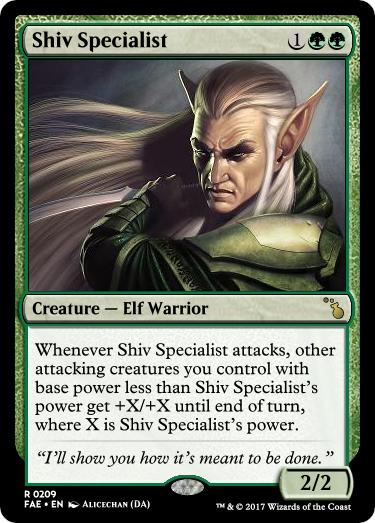 Shiv Specialist 1
Creature — Elf Warrior
Whenever Shiv Specialist attacks, other
attacking creatures you control with
base power less than Shiv Specialist's
power get +X/+X until end of turn,
where X is Shiv Specialist's power.
“I'll show you how it's meant to be done.”
2/2
R 0209
FAE • EN ALICECHAN (DA)
™ & © 2017 Wizards of the Coast